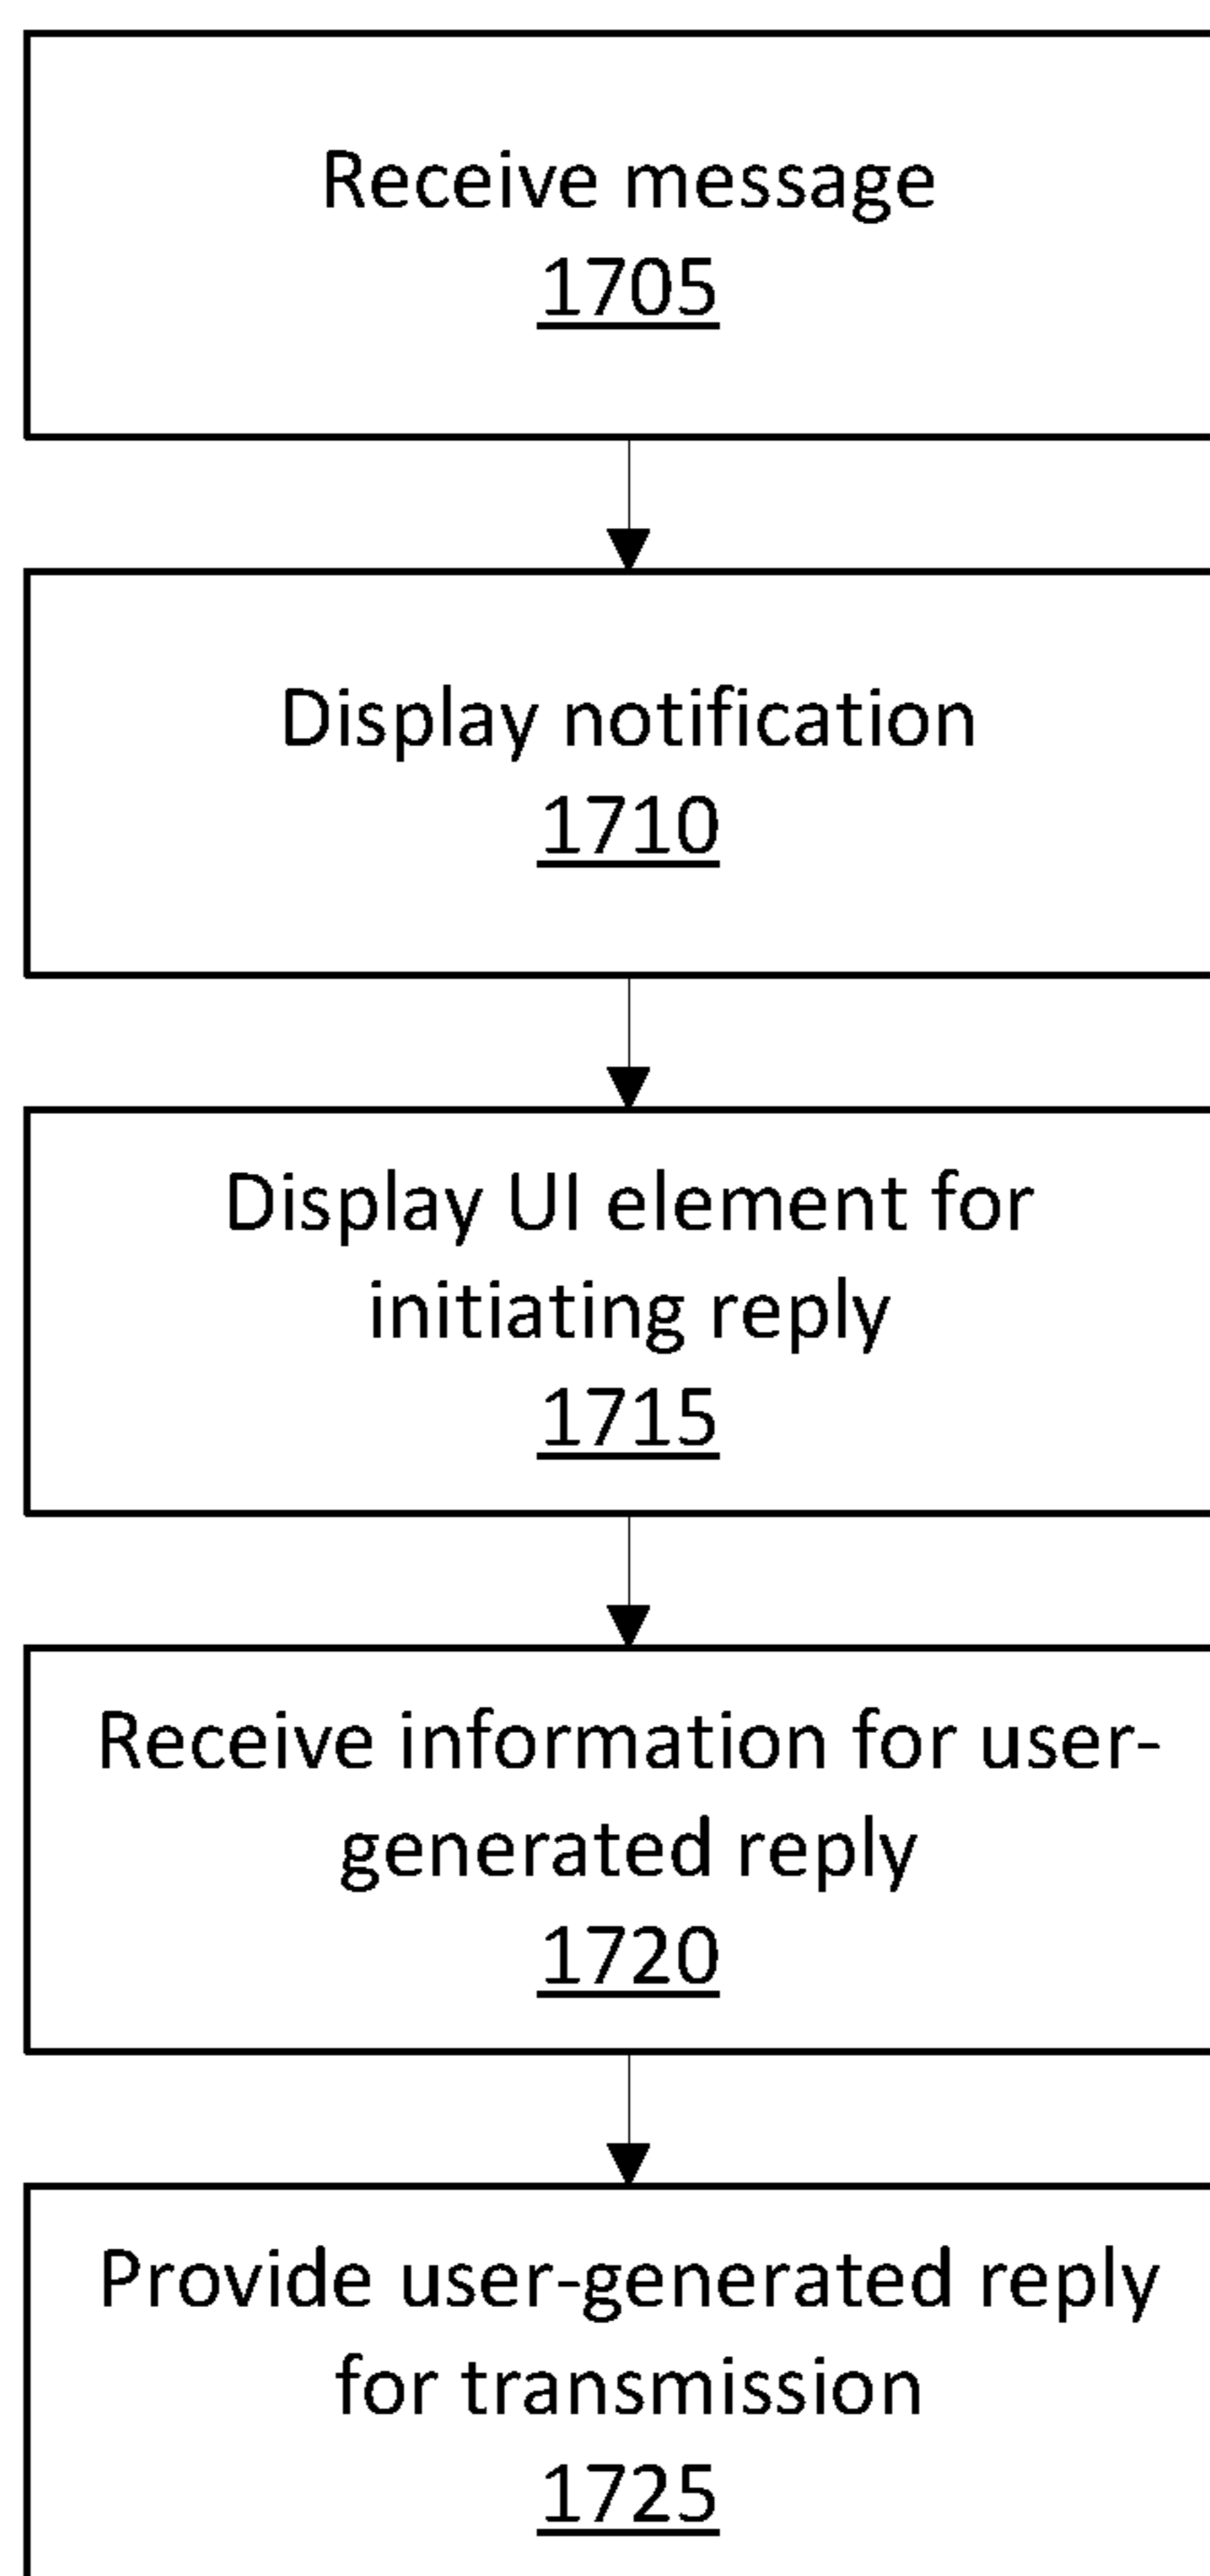 Receive message
1705
Display notification
1710
Display UI element for
initiating reply
1715
Receive information for user-
generated reply
1720
Provide user-generated reply
for transmission
1725